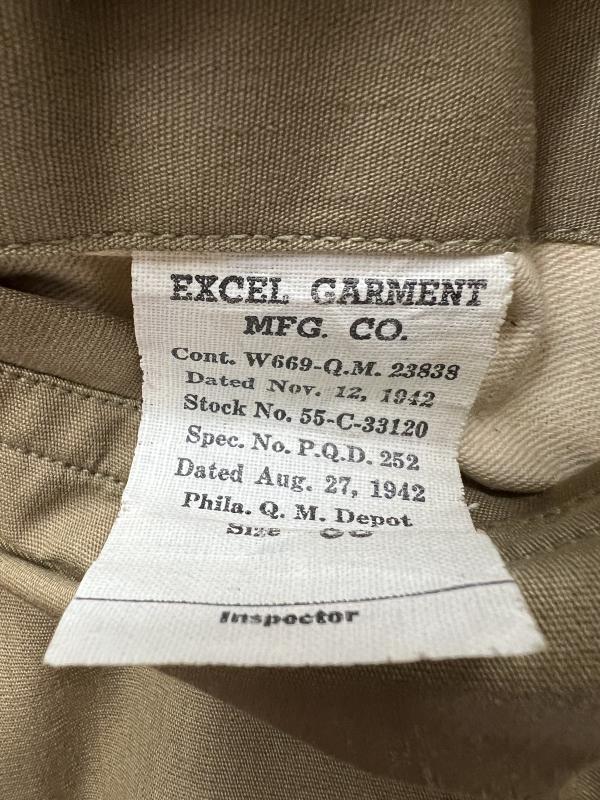 EXCEL GARMENT
MFG. CO.
Cont. W669-Q.M. 23838
Dated Nov. 12, 1942
Stock No. 55-C-33120
Spec. No. P.Q.D. 252
Dated Aug. 27, 1942
Phila. Q. M. Depot
Size
Inspector